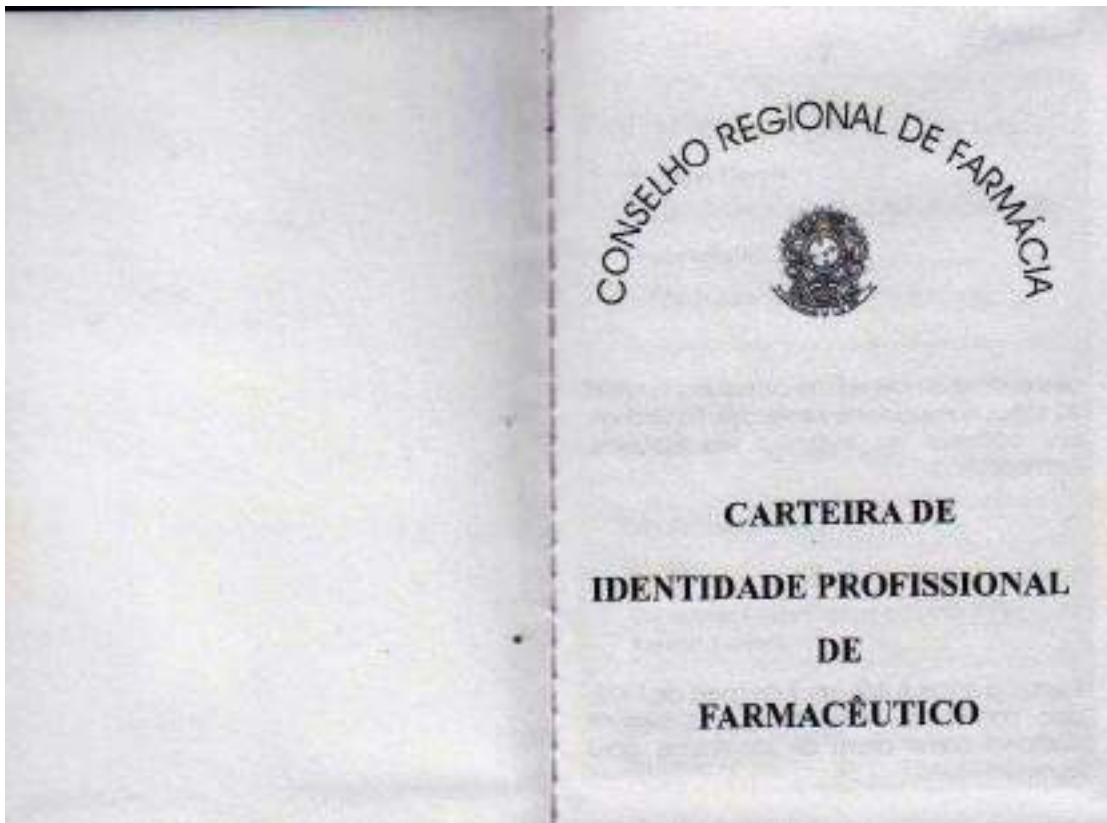 CONSELHO REGIONAL DE FARMÁCIA
CARTEIRA DE
IDENTIDADE PROFISSIONAL
DE
FARMACÊUTICO